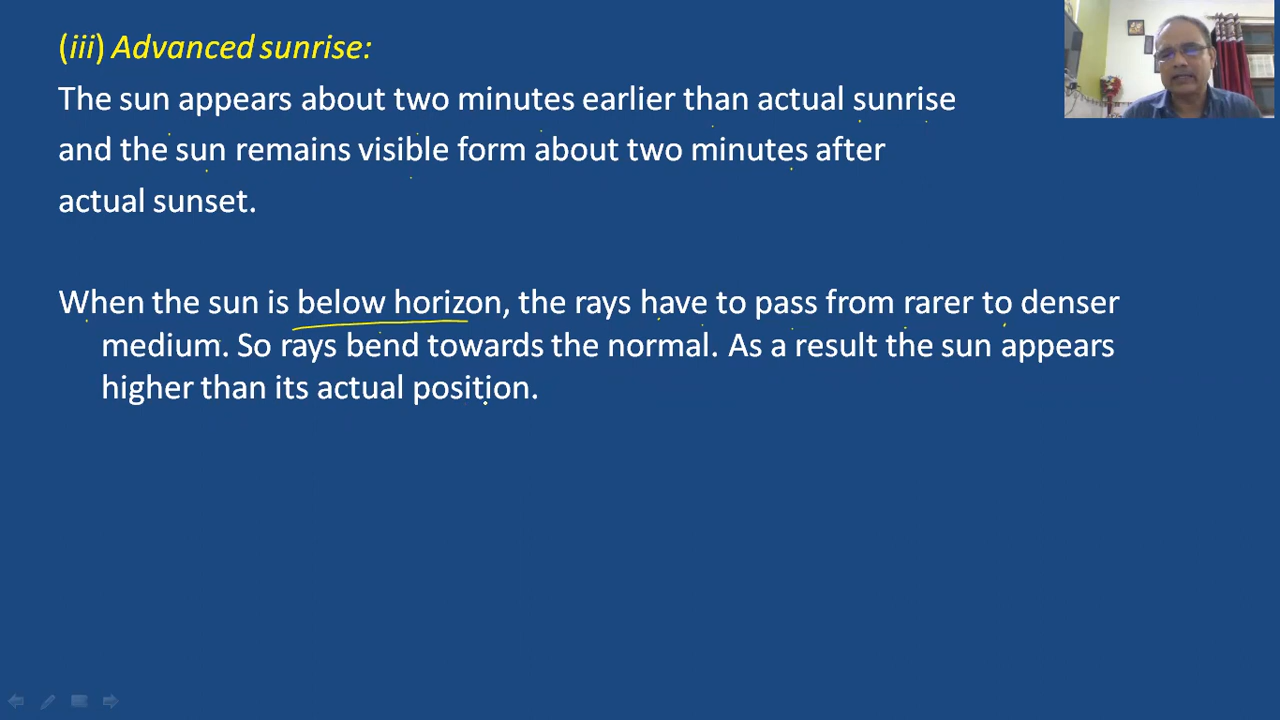 (iii) Advanced sunrise:
The sun appears about two minutes earlier than actual sunrise
and the sun remains visible form about two minutes after
actual sunset.
When the sun is below horizon, the rays have to pass from rarer to denser
medium. So rays bend towards the normal. As a result the sun appears
higher than its actual position.